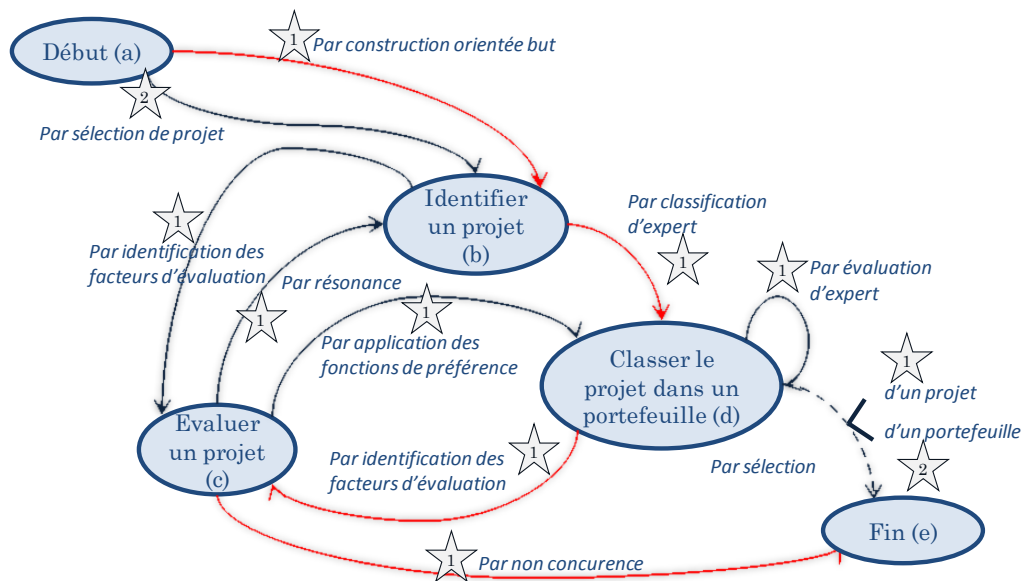 1
Par construction orientée but
Début (a)
2
Par sélection de projet
Identifier
un projet
(b)
Par classification
d'expert
1
1
Par identification des
facteurs d'évaluation
Par résonance
1
1
Par évaluation
d'expert
1
Par application des
fonctions de préférence
Classer le
projet dans un
portefeuille (d)
1
d'un projet
d'un portefeuille
Evaluer
un projet
(c)
Par identification des
facteurs d'évaluation
1
Par sélection
2
Fin (e)
1
Par non concurence